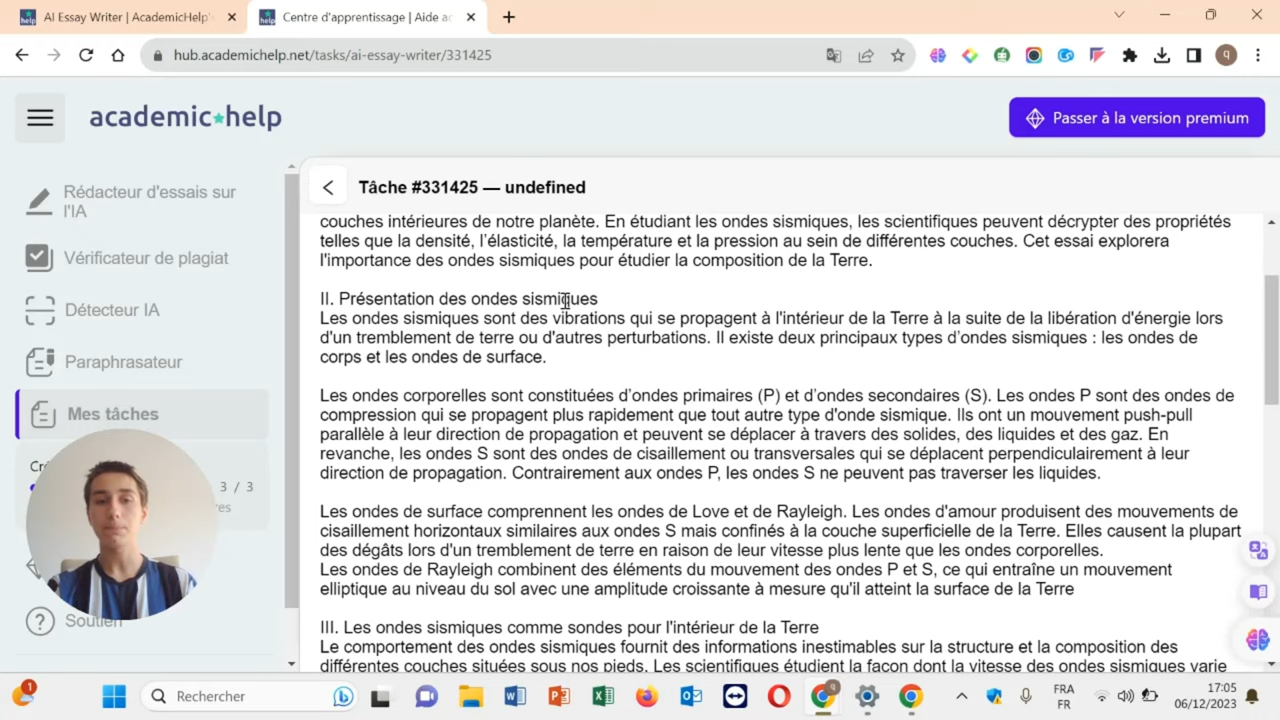 AI Essay Writer | AcademicHelp'
Centre d'apprentissage | Aide ac
hub.academichelp.net/tasks/ai-essay-writer/331425
q
academic help
Passer à la version premium
Rédacteur d'essais sur
l'IA
Vérificateur de plagiat
Détecteur IA
Paraphrasateur
Mes tâches
3 / 3
Soutien
Tâche #331425 — undefined
couches intérieures de notre planète. En étudiant les ondes sismiques, les scientifiques peuvent décrypter des propriétés
telles que la densité, l'élasticité, la température et la pression au sein de différentes couches. Cet essai explorera
l'importance des ondes sismiques pour étudier la composition de la Terre.
II. Présentation des ondes sismiques
Les ondes sismiques sont des vibrations qui se propagent à l'intérieur de la Terre à la suite de la libération d'énergie lors
d'un tremblement de terre ou d'autres perturbations. Il existe deux principaux types d'ondes sismiques : les ondes de
corps et les ondes de surface.
Les ondes corporelles sont constituées d'ondes primaires (P) et d'ondes secondaires (S). Les ondes P sont des ondes de
compression qui se propagent plus rapidement que tout autre type d'onde sismique. Ils ont un mouvement push-pull
parallèle à leur direction de propagation et peuvent se déplacer à travers des solides, des liquides et des gaz. En
revanche, les ondes S sont des ondes de cisaillement ou transversales qui se déplacent perpendiculairement à leur
direction de propagation. Contrairement aux ondes P, les ondes S ne peuvent pas traverser les liquides.
Les ondes de surface comprennent les ondes de Love et de Rayleigh. Les ondes d'amour produisent des mouvements de
cisaillement horizontaux similaires aux ondes S mais confinés à la couche superficielle de la Terre. Elles causent la plupart
des dégâts lors d'un tremblement de terre en raison de leur vitesse plus lente que les ondes corporelles.
Les ondes de Rayleigh combinent des éléments du mouvement des ondes P et S, ce qui entraîne un mouvement
elliptique au niveau du sol avec une amplitude croissante à mesure qu'il atteint la surface de la Terre
III. Les ondes sismiques comme sondes pour l'intérieur de la Terre
Le comportement des ondes sismiques fournit des informations inestimables sur la structure et la composition des
différentes couches situées sous nos pieds. Les scientifiques étudient la façon dont la vitesse des ondes sismiques varie
1
Rechercher
FRA
FR
17:05
06/12/2023